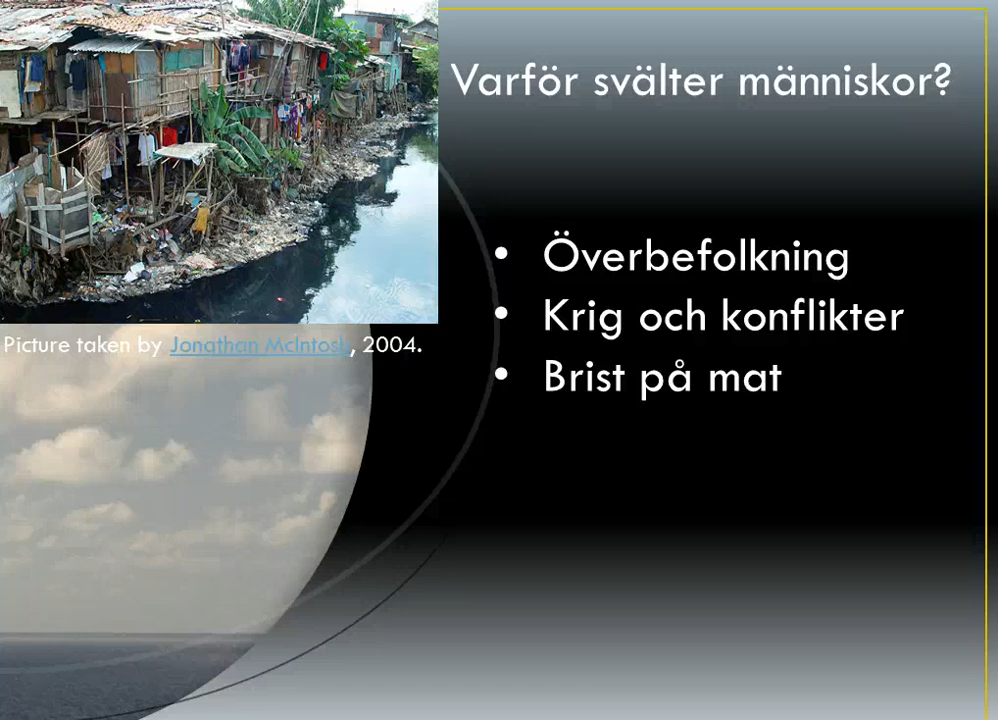 Varför svälter människor?
• Överbefolkning
• Krig och konflikter
• Brist på mat
Picture taken by Jonathan McIntosh, 2004.